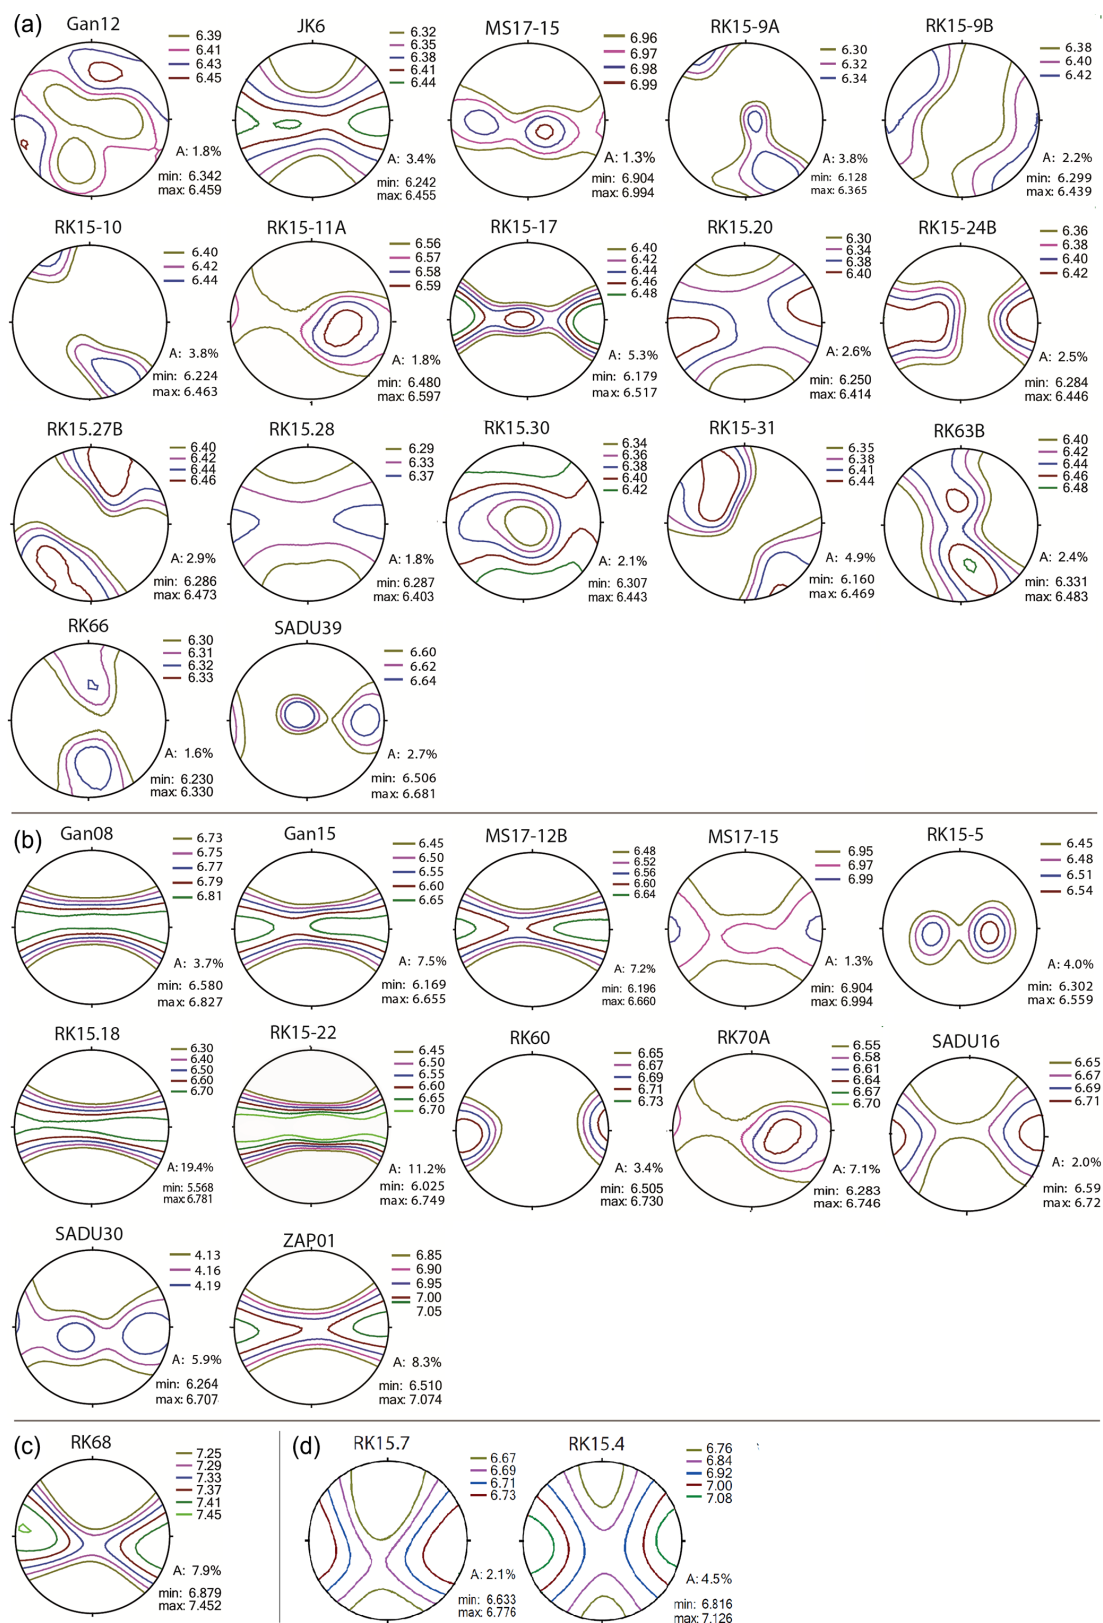 (a)
Gan12
6.39
6.41
6.43
6.45
A: 1.8%
min: 6.342
max: 6.459
JK6
6.32
6.35
6.38
6.41
6.44
A: 3.4%
min: 6.242
max: 6.455
MS17-15
6.96
6.97
6.98
6.99
A: 1.3%
min: 6.904
max: 6.994
RK15-9A
6.30
6.32
6.34
A: 3.8%
min: 6.128
max: 6.365
RK15-9B
6.38
6.40
6.42
A: 2.2%
min: 6.299
max: 6.439
RK15-10
6.40
6.42
6.44
A: 3.8%
min: 6.224
max: 6.463
RK15-11A
6.56
6.57
6.58
6.59
A: 1.8%
min: 6.480
max: 6.597
RK15-17
6.40
6.42
6.44
6.46
6.48
A: 5.3%
min: 6.179
max: 6.517
RK15.20
6.30
6.34
6.38
6.40
A: 2.6%
min: 6.250
max: 6.414
RK15-24B
6.36
6.38
6.40
6.42
A: 2.5%
min: 6.284
max: 6.446
RK15.27B
6.40
6.42
6.44
6.46
A: 2.9%
min: 6.286
max: 6.473
RK15.28
6.29
6.33
6.37
A: 1.8%
min: 6.287
max: 6.403
RK15.30
6.34
6.36
6.38
6.40
6.42
A: 2.1%
min: 6.307
max: 6.443
RK15-31
6.35
6.38
6.41
6.44
A: 4.9%
min: 6.160
max: 6.469
RK63B
6.40
6.42
6.44
6.46
6.48
A: 2.4%
min: 6.331
max: 6.483
RK66
6.30
6.31
6.32
6.33
A: 1.6%
min: 6.230
max: 6.330
SADU39
6.60
6.62
6.64
A: 2.7%
min: 6.506
max: 6.681
(b)
Gan08
6.73
6.75
6.77
6.79
6.81
A: 3.7%
min: 6.580
max: 6.827
Gan15
6.45
6.50
6.55
6.60
6.65
A: 7.5%
min: 6.169
max: 6.655
MS17-12B
6.48
6.52
6.56
6.60
6.64
A: 7.2%
min: 6.196
max: 6.660
MS17-15
6.95
6.97
6.99
A: 1.3%
min: 6.904
max: 6.994
RK15-5
6.45
6.48
6.51
6.54
A: 4.0%
min: 6.302
max: 6.559
RK15.18
6.30
6.40
6.50
6.60
6.70
A: 19.4%
min: 5.568
max: 6.781
RK15-22
6.45
6.50
6.55
6.60
6.65
6.70
A: 11.2%
min: 6.025
max: 6.749
RK60
6.65
6.67
6.69
6.71
6.73
A: 3.4%
min: 6.505
max: 6.730
RK70A
6.55
6.58
6.61
6.64
6.67
6.70
A: 7.1%
min: 6.283
max: 6.746
SADU16
6.65
6.67
6.69
6.71
A: 2.0%
min: 6.59
max: 6.72
SADU30
4.13
4.16
4.19
A: 5.9%
min: 6.264
max: 6.707
ZAP01
6.85
6.90
6.95
7.00
7.05
A: 8.3%
min: 6.510
max: 7.074
(c)
RK68
7.25
7.29
7.33
7.37
7.41
7.45
A: 7.9%
min: 6.879
max: 7.452
(d)
RK15.7
6.67
6.69
6.71
6.73
A: 2.1%
min: 6.633
max: 6.776
RK15.4
6.76
6.84
6.92
7.00
7.08
A: 4.5%
min: 6.816
max: 7.126